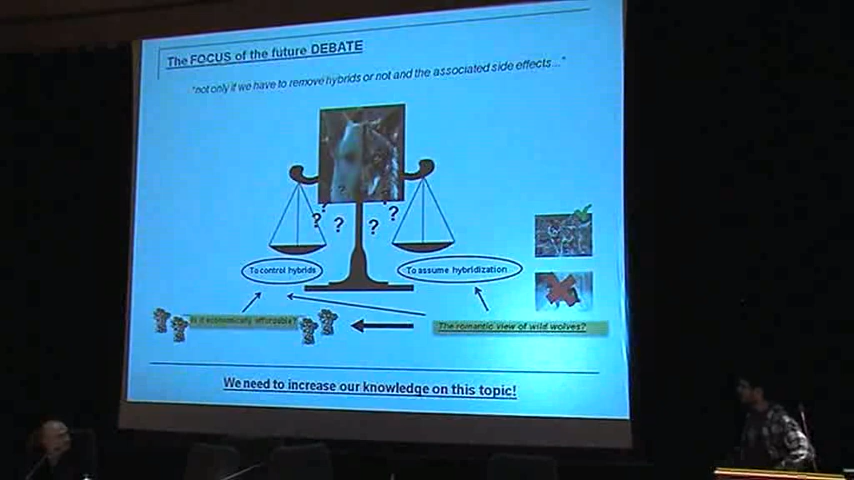 The FOCUS of the future DEBATE
"not only if we have to remove hybrids or not and the associated side effects..."
? ? ? ? ? ?
To control hybrids
To assume hybridization
Is it economically affordable?
The romantic view of wild wolves?
We need to increase our knowledge on this topic!